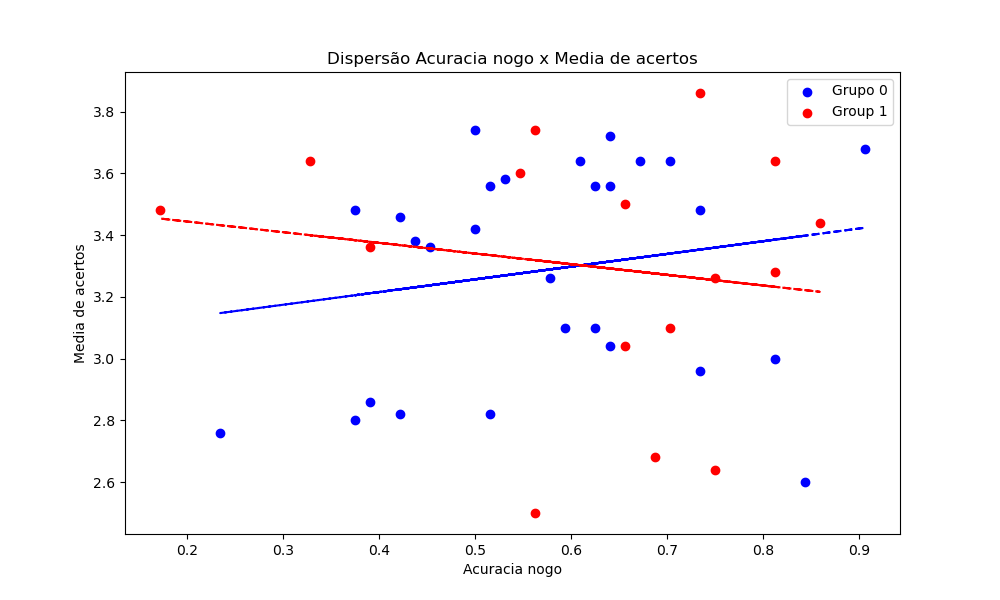 Dispersão Acuracia nogo x Media de acertos
Grupo 0
Group 1
Media de acertos
3.8
3.6
3.4
3.2
3.0
2.8
2.6
0.2 0.3 0.4 0.5 0.6 0.7 0.8 0.9
Acuracia nogo